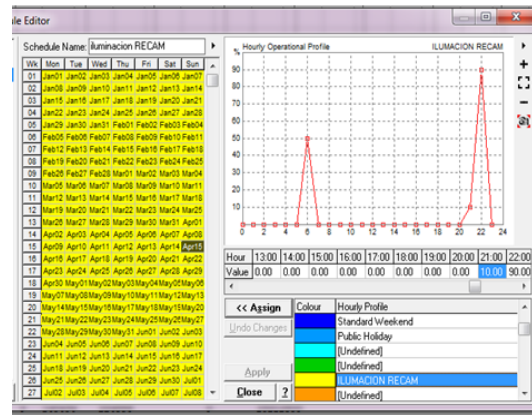 ule Editor
Schedule Name: iluminacion RECAM
Wk Mon Tue Wed Thu Fri Sat Sun
01 Jan01 Jan02 Jan03 Jan04 Jan05 Jan06 Jan07
02 Jan08 Jan09 Jan10 Jan11 Jan12 Jan13 Jan14
03 Jan15 Jan16 Jan17 Jan18 Jan19 Jan20 Jan21
04 Jan22 Jan23 Jan24 Jan25 Jan26 Jan27 Jan28
05 Jan29 Jan30 Jan31 Feb01 Feb02 Feb03 Feb04
06 Feb05 Feb06 Feb07 Feb08 Feb09 Feb10 Feb11
07 Feb12 Feb13 Feb14 Feb15 Feb16 Feb17 Feb18
08 Feb19 Feb20 Feb21 Feb22 Feb23 Feb24 Feb25
09 Feb26 Feb27 Feb28 Mar01 Mar02 Mar03 Mar04
10 Mar05 Mar06 Mar07 Mar08 Mar09 Mar10 Mar11
11 Mar12 Mar13 Mar14 Mar15 Mar16 Mar17 Mar18
12 Mar19 Mar20 Mar21 Mar22 Mar23 Mar24 Mar25
13 Mar26 Mar27 Mar28 Mar29 Mar30 Mar31 Apr01
14 Apr02 Apr03 Apr04 Apr05 Apr06 Apr07 Apr08
15 Apr09 Apr10 Apr11 Apr12 Apr13 Apr14 Apr15
16 Apr16 Apr17 Apr18 Apr19 Apr20 Apr21 Apr22
17 Apr23 Apr24 Apr25 Apr26 Apr27 Apr28 Apr29
18 Apr30 May01 May02 May03 May04 May05 May06
19 May07 May08 May09 May10 May11 May12 May13
20 May14 May15 May16 May17 May18 May19 May20
21 May21 May22 May23 May24 May25 May26 May27
22 May28 May29 May30 May31 Jun01 Jun02 Jun03
23 Jun04 Jun05 Jun06 Jun07 Jun08 Jun09 Jun10
24 Jun11 Jun12 Jun13 Jun14 Jun15 Jun16 Jun17
25 Jun18 Jun19 Jun20 Jun21 Jun22 Jun23 Jun24
26 Jun25 Jun26 Jun27 Jun28 Jun29 Jun30 Jul01
27 Jul02 Jul03 Jul04 Jul05 Jul06 Jul07 Jul08
% Hourly Operational Profile ILUMACION RECAM
90
80
70
60
50
40
30
20
10
0 2 4 6 8 10 12 14 16 18 20 22 24
Hour 13:00 14:00 15:00 16:00 17:00 18:00 19:00 20:00 21:00 22:00
Value 0.00 0.00 0.00 0.00 0.00 0.00 0.00 0.00 10.00 90.00
<< Assign
Undo Changes
Apply
Close ?
Colour Hourly Profile
Standard Weekend
Public Holiday
[Undefined]
[Undefined]
ILUMACION RECAM
[Undefined]